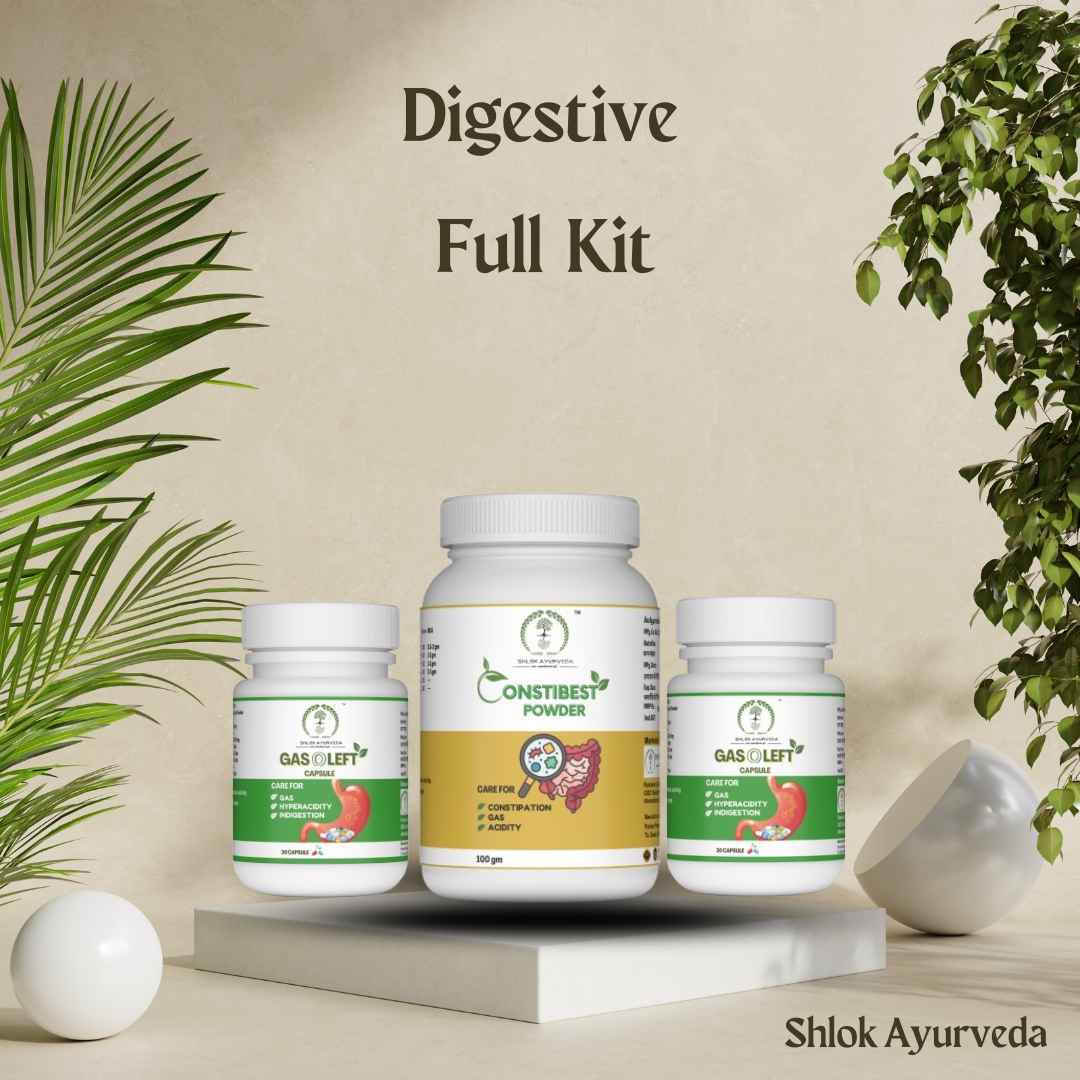 Digestive
Full Kit
SHLOK AYURVEDA
GAS O LEFT
CAPSULE
CARE FOR
GAS
HYPERACIDITY
INDIGESTION
30 CAPSULE
TM
SHLOK AYURVEDA
CONSTIBEST
POWDER
CARE FOR
CONSTIPATION
GAS
ACIDITY
100 gm
SHLOK AYURVEDA
GAS O LEFT
CAPSULE
CARE FOR
GAS
HYPERACIDITY
INDIGESTION
30 CAPSULE
Shlok Ayurveda